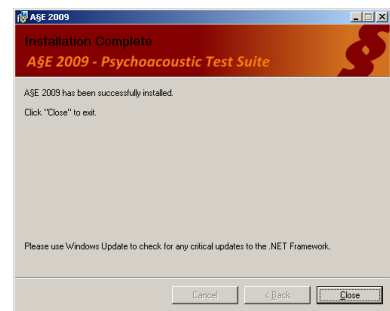 A§E 2009
Installation Complete
A§E 2009 - Psychoacoustic Test Suite
A§E 2009 has been successfully installed.
Click "Close" to exit.
Please use Windows Update to check for any critical updates to the .NET Framework.
Cancel < Back Close